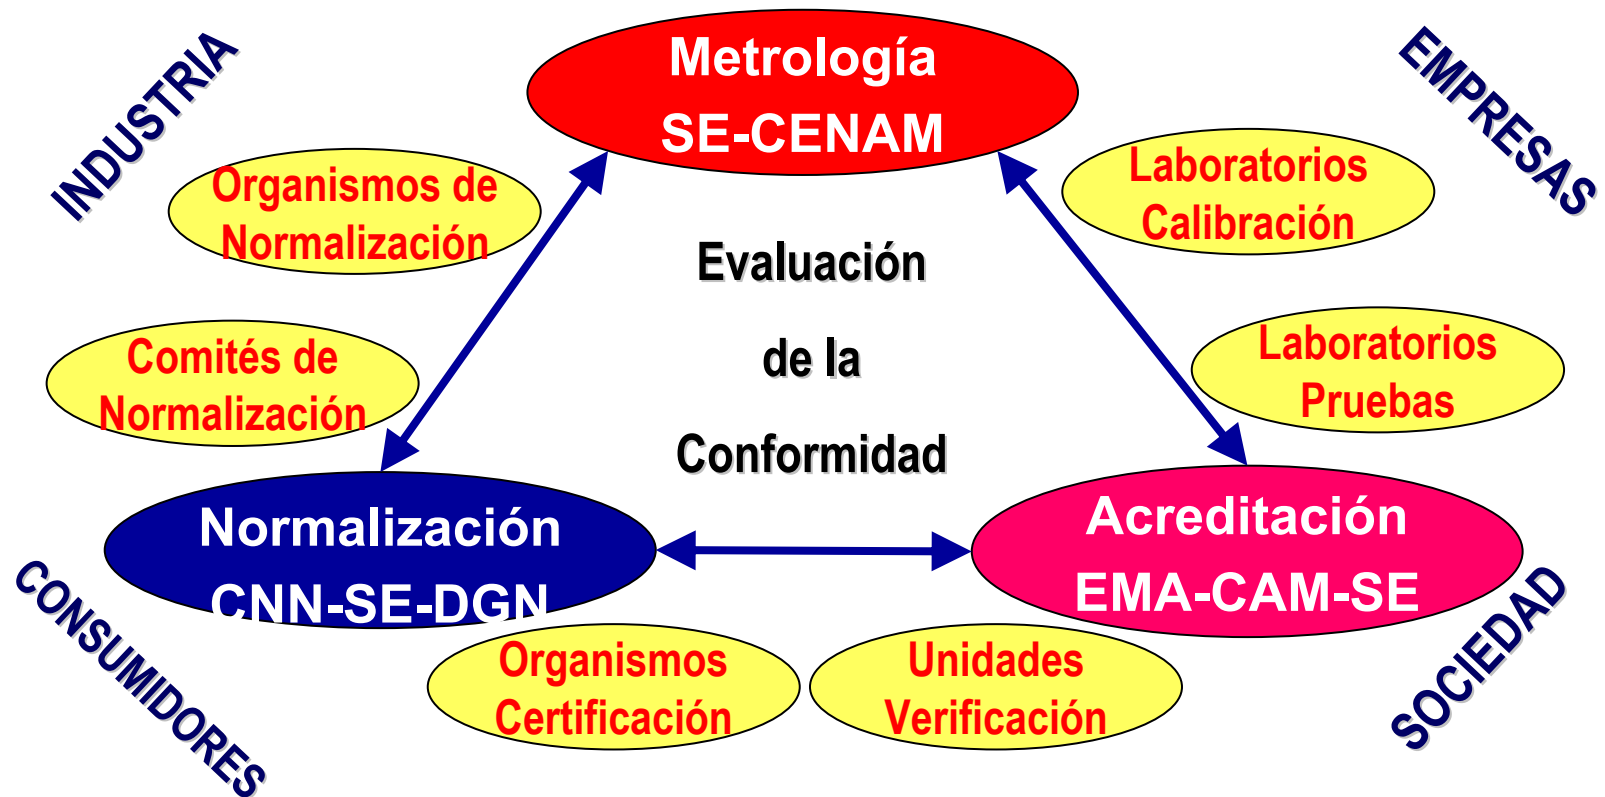 INDUSTRIA
Metrología
SE-CENAM
EMPRESAS
Organismos de
Normalización
Laboratorios
Calibración
Evaluación
de la
Conformidad
Comités de
Normalización
Laboratorios
Pruebas
Normalización
CNN-SE-DGN
Acreditación
EMA-CAM-SE
CONSUMIDORES
Organismos
Certificación
Unidades
Verificación
SOCIEDAD